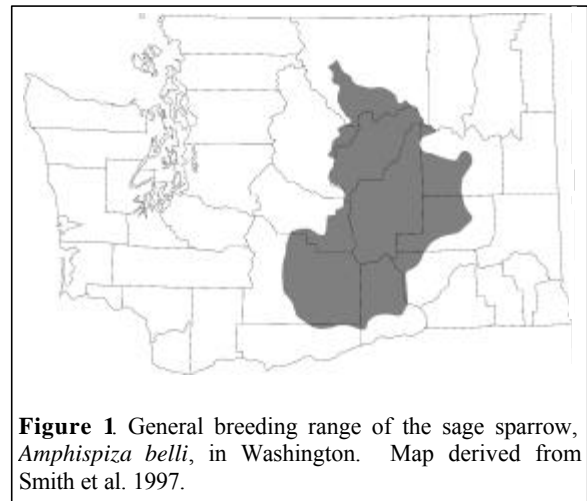 Figure 1. General breeding range of the sage sparrow,
Amphispiza belli, in Washington. Map derived from
Smith et al. 1997.